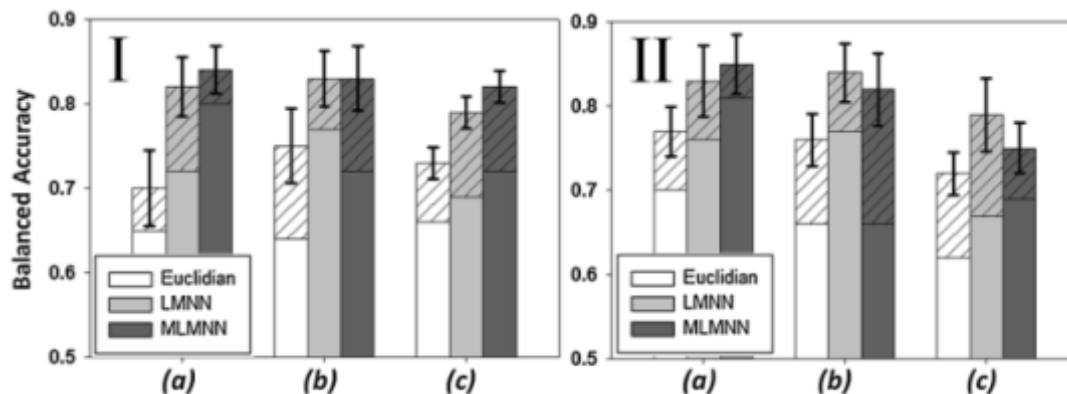 I
Balanced Accuracy
0.9
0.8
0.7
0.6
0.5
Euclidian
LMNN
MLMNN
(a)
(b)
(c)
II
0.9
0.8
0.7
0.6
0.5
Euclidian
LMNN
MLMNN
(a)
(b)
(c)